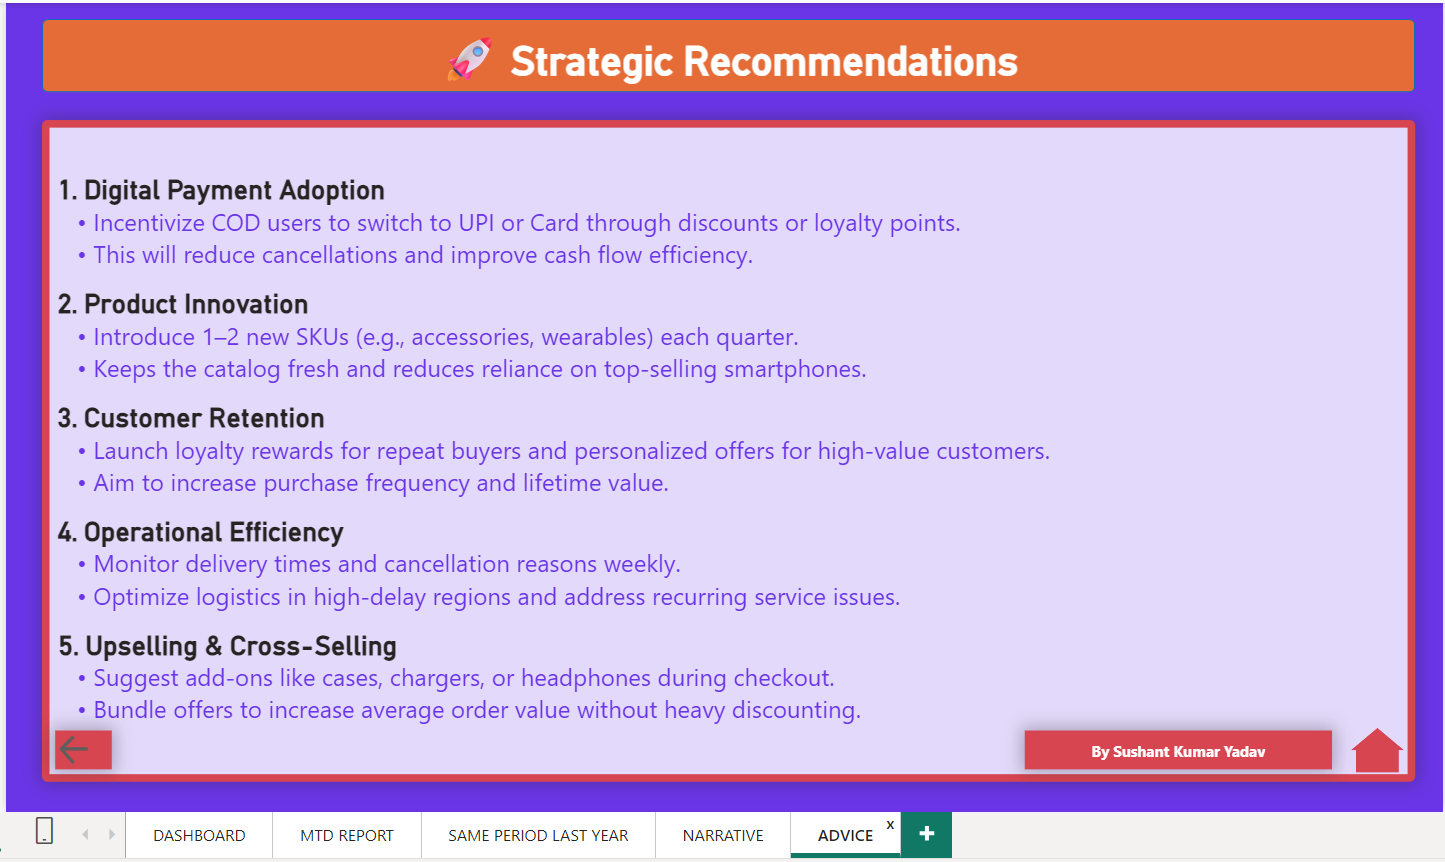 🚀 Strategic Recommendations
1. Digital Payment Adoption
• Incentivize COD users to switch to UPI or Card through discounts or loyalty points.
• This will reduce cancellations and improve cash flow efficiency.
2. Product Innovation
• Introduce 1–2 new SKUs (e.g., accessories, wearables) each quarter.
• Keeps the catalog fresh and reduces reliance on top-selling smartphones.
3. Customer Retention
• Launch loyalty rewards for repeat buyers and personalized offers for high-value customers.
• Aim to increase purchase frequency and lifetime value.
4. Operational Efficiency
• Monitor delivery times and cancellation reasons weekly.
• Optimize logistics in high-delay regions and address recurring service issues.
5. Upselling & Cross-Selling
• Suggest add-ons like cases, chargers, or headphones during checkout.
• Bundle offers to increase average order value without heavy discounting.
By Sushant Kumar Yadav
DASHBOARD MTD REPORT SAME PERIOD LAST YEAR NARRATIVE ADVICE x +